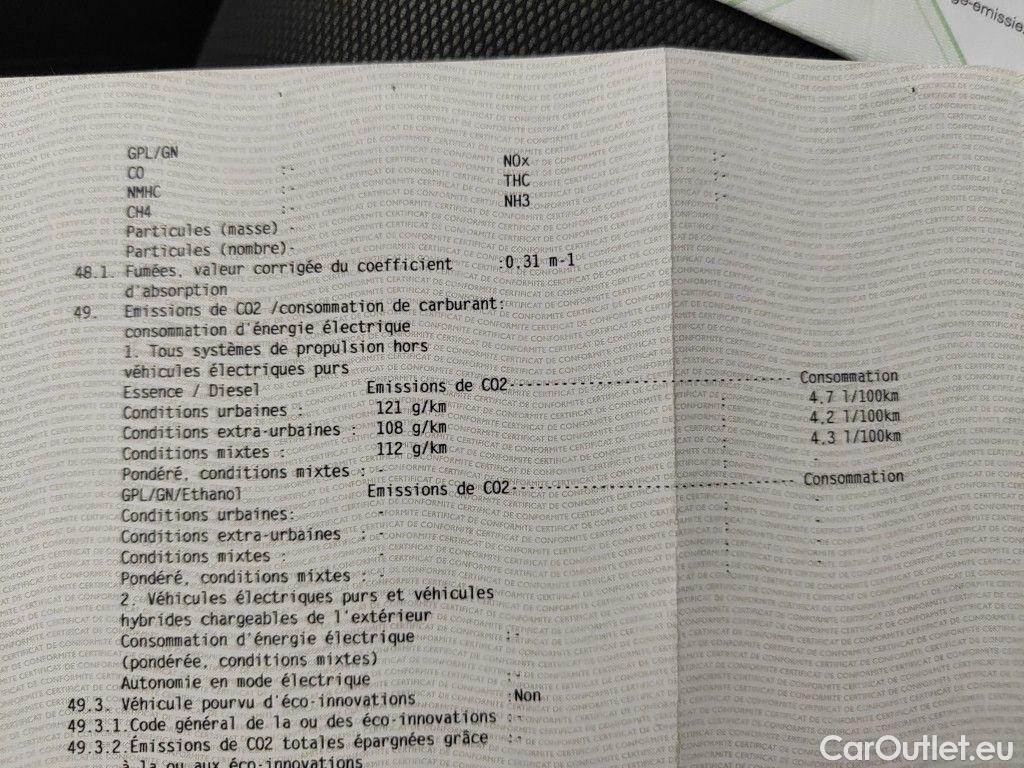 ge-emissie,
GPL/GN
CO :-
NMHC :-
CH4 :-
NOx :-
THC :-
NH3 :-
Particules (masse) -
Particules (nombre)-
48.1. Fumées, valeur corrigée du coefficient :0,31 m-1
d'absorption
49. Emissions de CO2 /consommation de carburant:
consommation d'énergie électrique
1. Tous systèmes de propulsion hors
véhicules électriques purs
Essence / Diesel Emissions de CO2------------------------------- Consommation
Conditions urbaines : 121 g/km : 4,7 l/100km
Conditions extra-urbaines : 108 g/km : 4,2 l/100km
Conditions mixtes : 112 g/km : 4,3 l/100km
Pondéré, conditions mixtes : - : -
GPL/GN/Ethanol Emissions de CO2------------------------------- Consommation
Conditions urbaines: - : -
Conditions extra-urbaines : - : -
Conditions mixtes : - : -
Pondéré, conditions mixtes : - :
2. Véhicules électriques purs et véhicules
hybrides chargeables de l'extérieur
Consommation d'énergie électrique :-
(pondérée, conditions mixtes)
Autonomie en mode électrique :-
49.3. Véhicule pourvu d'éco-innovations :Non
49.3.1.Code général de la ou des éco-innovations :-
49.3.2.Émissions de CO2 totales épargnées grâce :-
à la ou aux éco-innovations
CarOutlet.eu